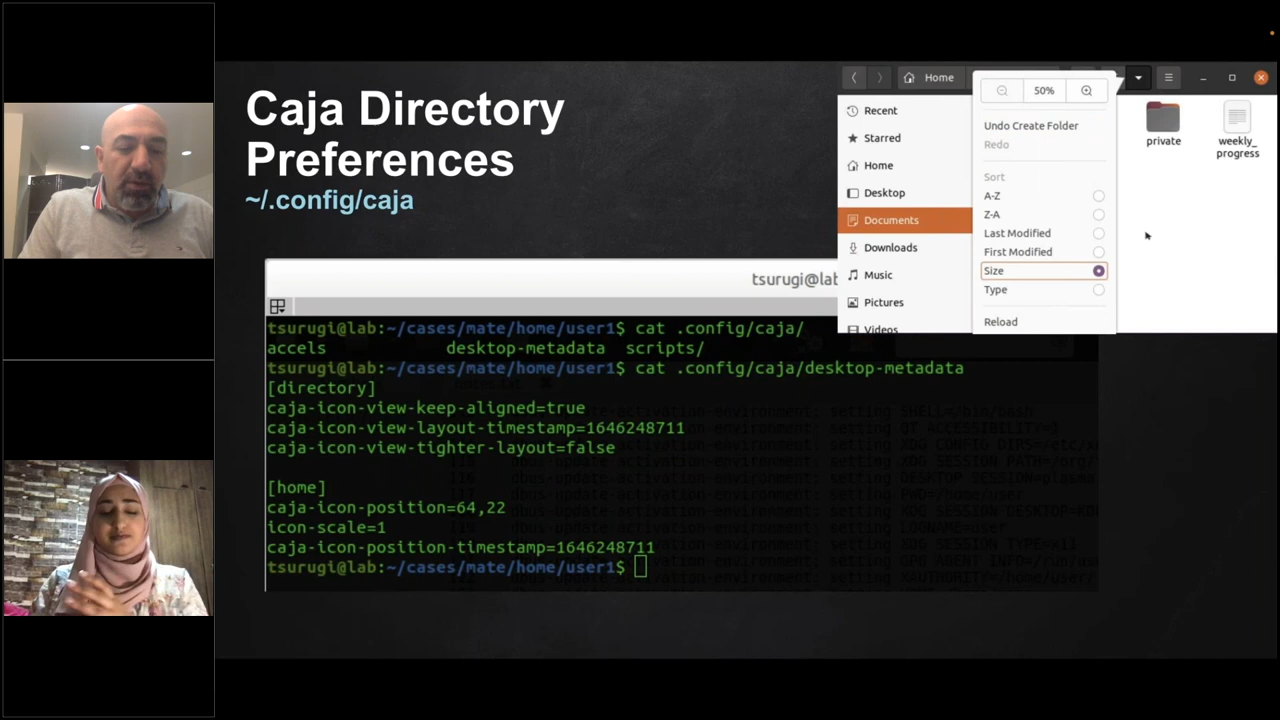 Caja Directory
Preferences
~/.config/caja
Home
50%
Recent
Starred
Home
Desktop
Documents
Downloads
Music
Pictures
Videos
Undo Create Folder
Redo
Sort
A-Z
Z-A
Last Modified
First Modified
Size
Type
Reload
private
weekly_
progress
tsurugi@lab
tsurugi@lab:~/cases/mate/home/user1$ cat .config/caja/
accels desktop-metadata scripts/
tsurugi@lab:~/cases/mate/home/user1$ cat .config/caja/desktop-metadata
[directory]
caja-icon-view-keep-aligned=true
caja-icon-view-layout-timestamp=1646248711
caja-icon-view-tighter-layout=false
[home]
caja-icon-position=64,22
icon-scale=1
caja-icon-position-timestamp=1646248711
tsurugi@lab:~/cases/mate/home/user1$